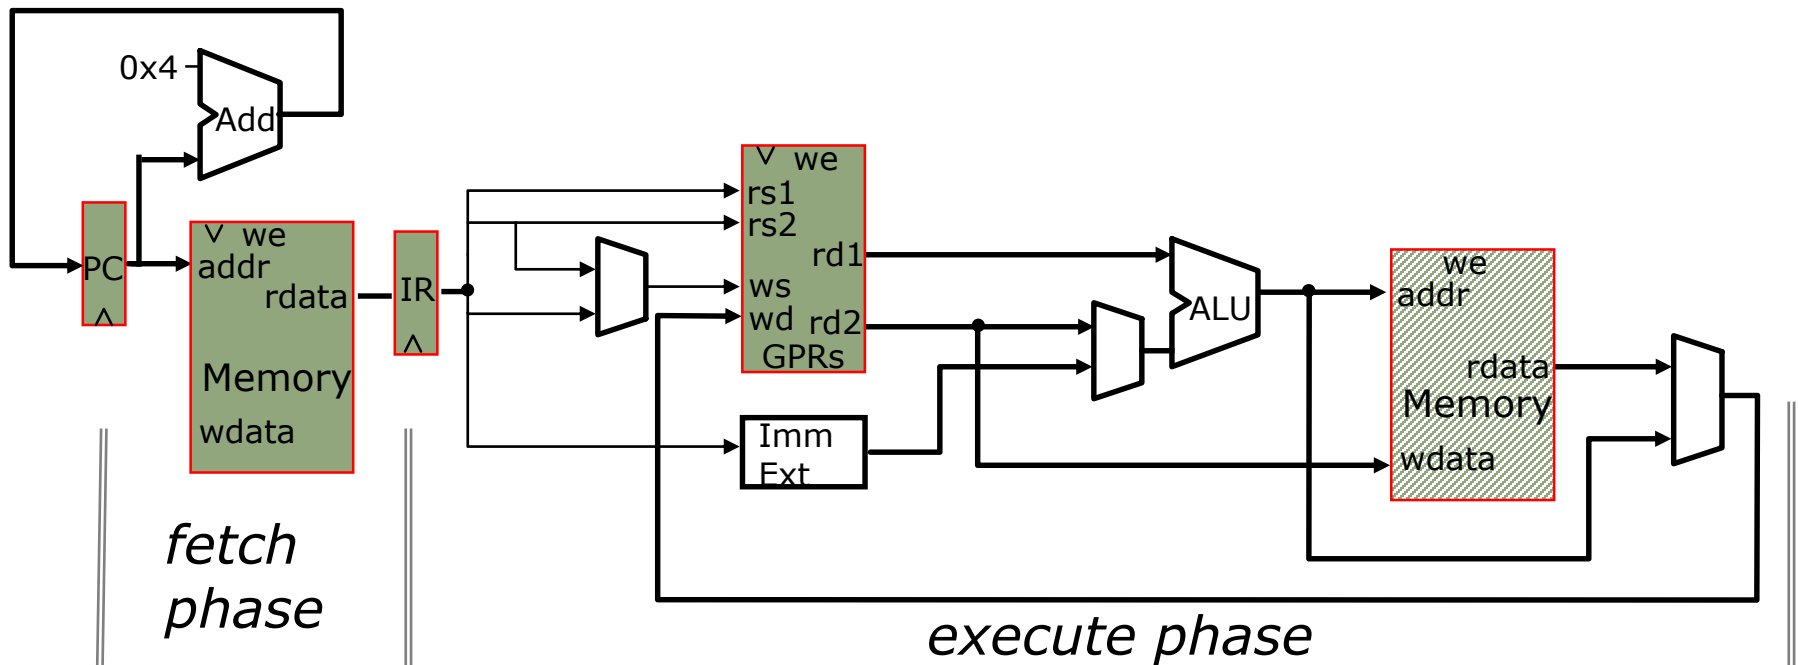 0x4
Add
PC
we
addr
rdata
Memory
wdata
IR
we
rs1
rs2
rd1
ws
wd rd2
GPRs
Imm
Ext
ALU
we
addr
rdata
Memory
wdata
fetch
phase
execute phase